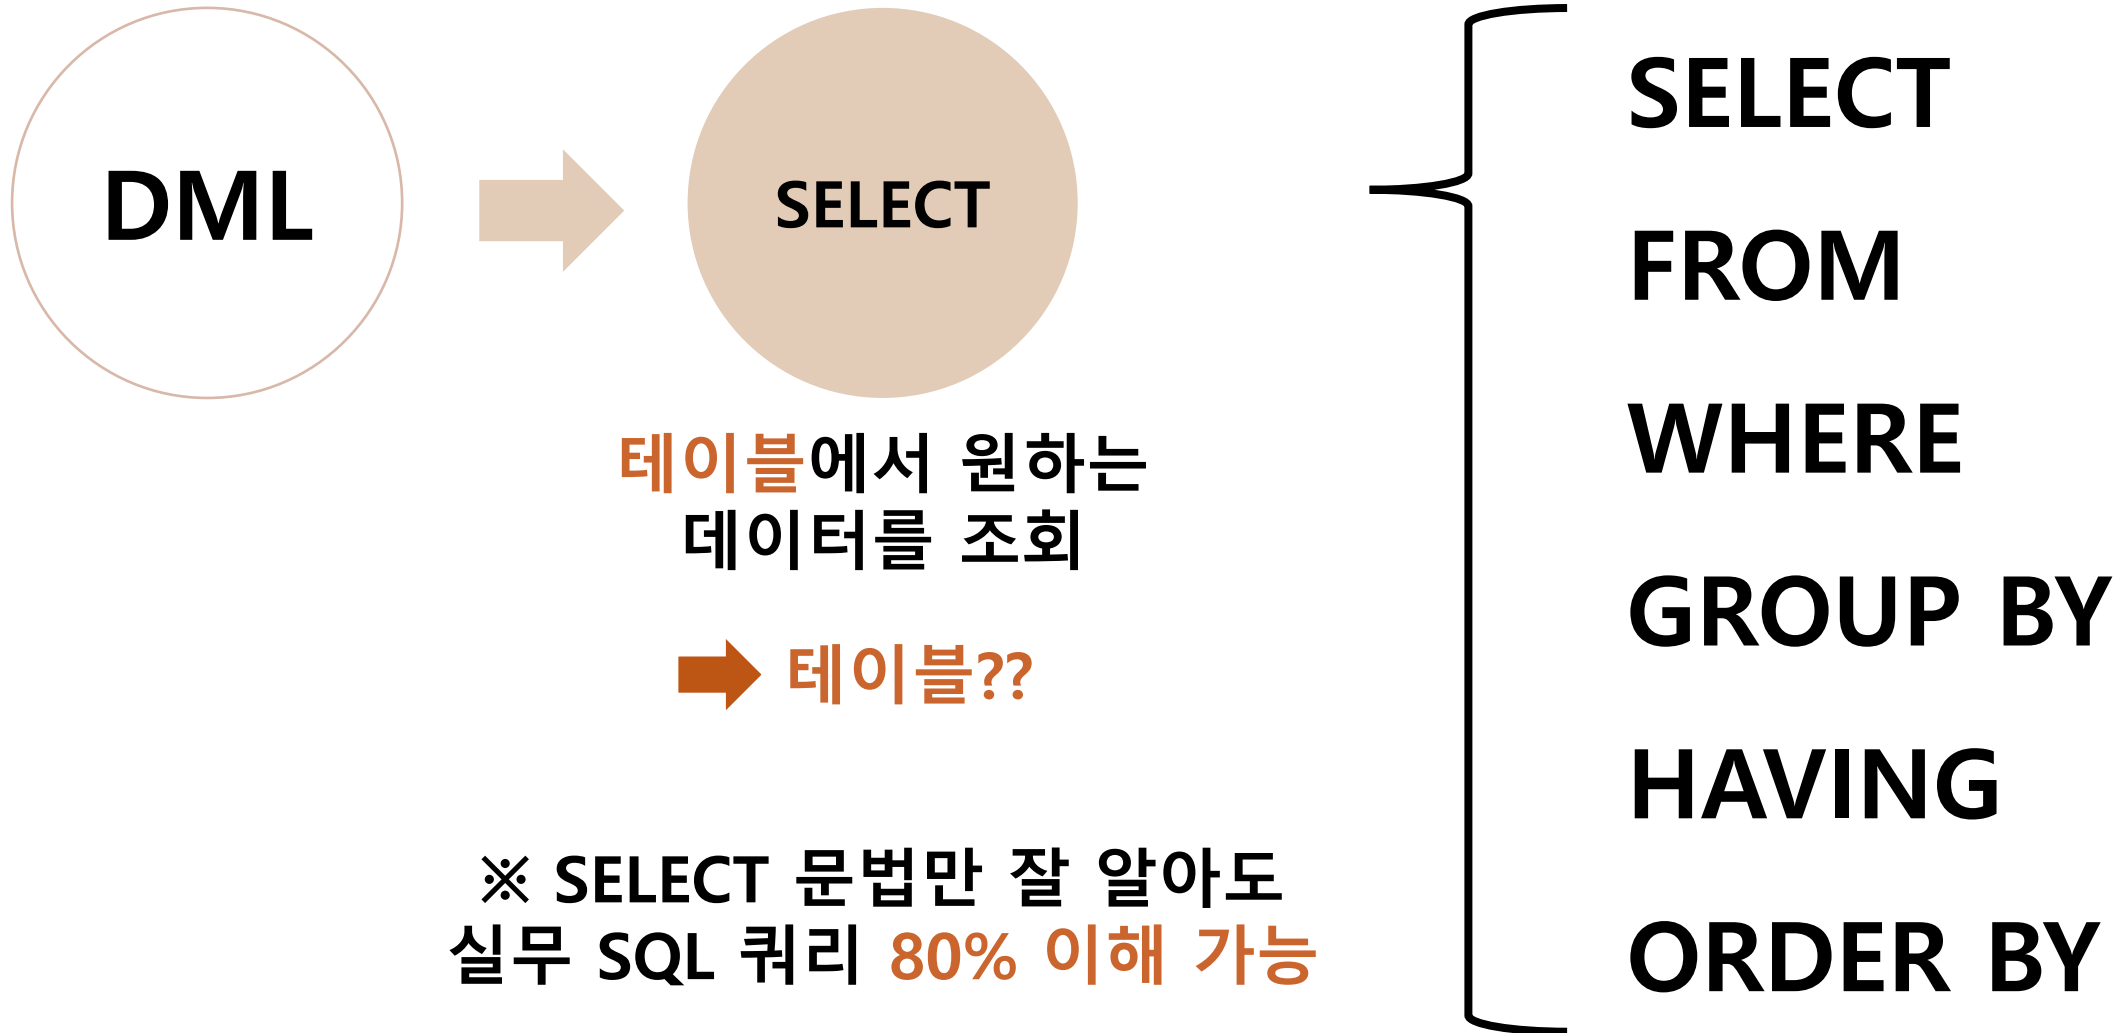 DML
SELECT
테이블에서 원하는
데이터를 조회
테이블??
※ SELECT 문법만 잘 알아도
실무 SQL 쿼리 80% 이해 가능
SELECT
FROM
WHERE
GROUP BY
HAVING
ORDER BY